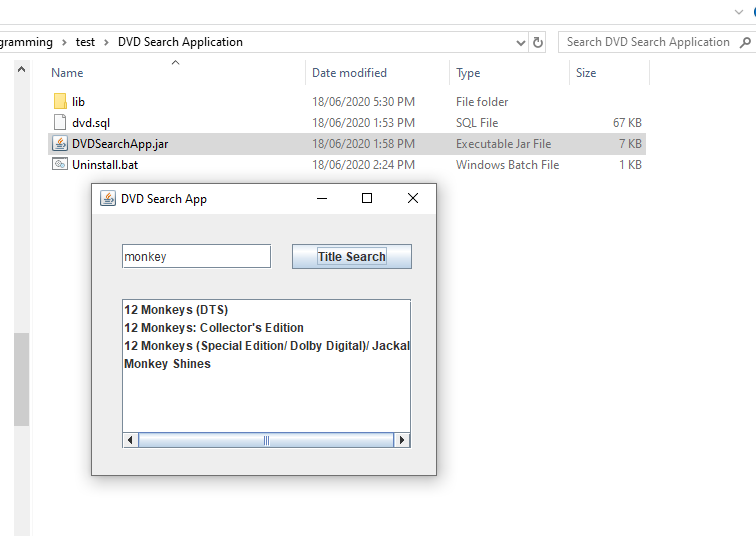 gramming > test > DVD Search Application
Search DVD Search Application
Name Date modified Type Size
lib 18/06/2020 5:30 PM File folder
dvd.sql 18/06/2020 1:53 PM SQL File 67 KB
DVDSearchApp.jar 18/06/2020 1:58 PM Executable Jar File 7 KB
Uninstall.bat 18/06/2020 2:24 PM Windows Batch File 1 KB
DVD Search App
monkey Title Search
12 Monkeys (DTS)
12 Monkeys: Collector's Edition
12 Monkeys (Special Edition/ Dolby Digital)/ Jackal
Monkey Shines